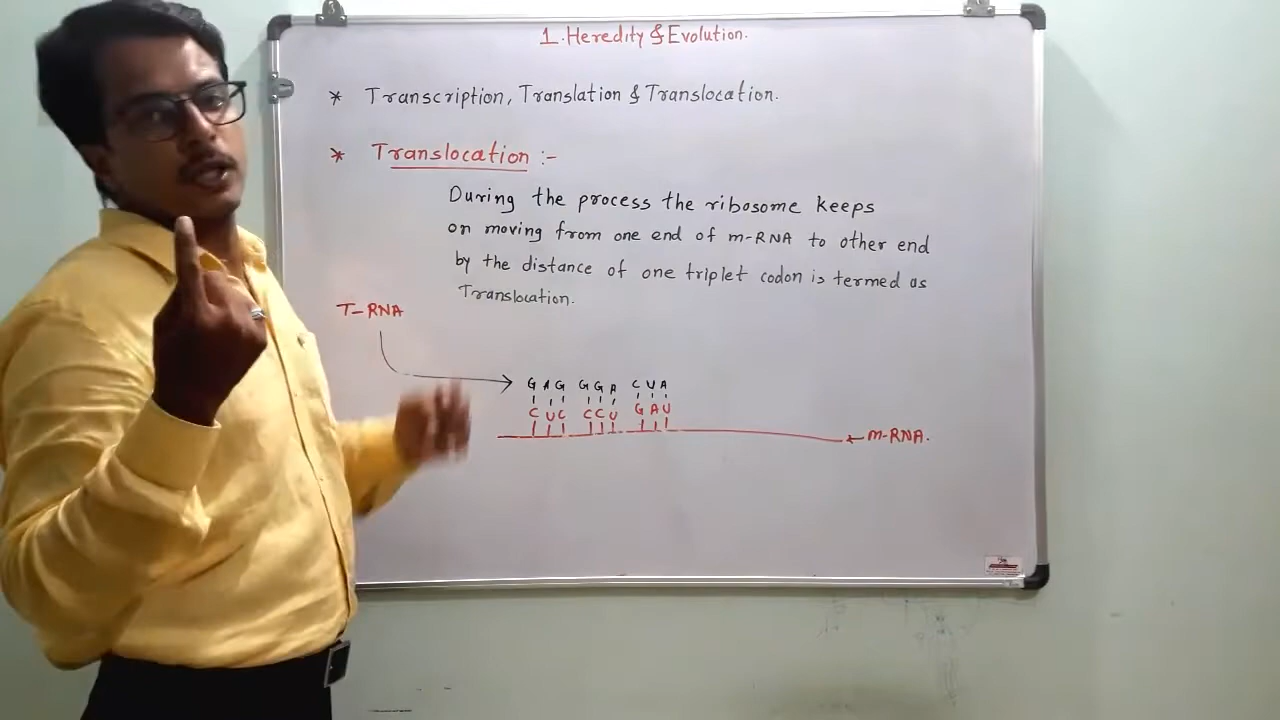 1. Heredity & Evolution.
* Transcription, Translation & Translocation.
* Translocation :-
During the process the ribosome keeps
on moving from one end of m-RNA to other end
by the distance of one triplet codon is termed as
Translocation.
T-RNA
G A G G G A C U A
C U C C C U G A U
m-RNA.